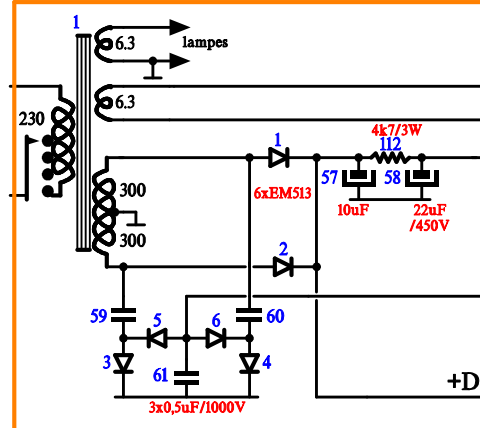 1
6.3
lampes
6.3
230
4k7/3W
1
112
300
6xEM513
57
58
10uF
22uF
/450V
300
2
59
5
6
60
3
61
4
3x0,5uF/1000V
+D